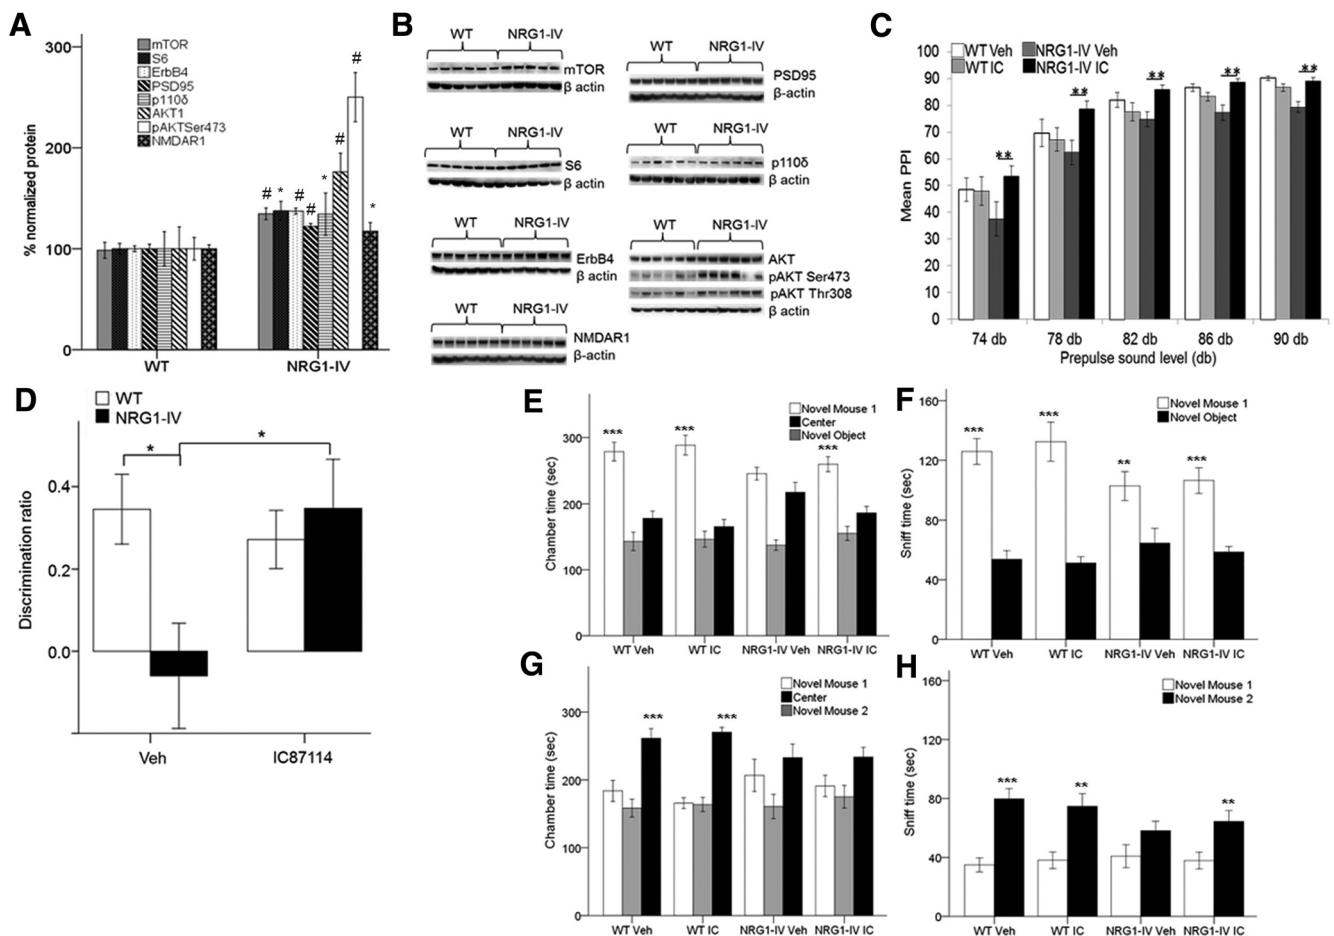 A
300
200
100
0
% normalized protein
mTOR
S6
ErbB4
PSD95
p110δ
AKT1
pAKTSer473
NMDAR1
# * # # * # # *
WT NRG1-IV
B
WT NRG1-IV
mTOR
β actin
WT NRG1-IV
PSD95
β-actin
WT NRG1-IV
S6
β actin
WT NRG1-IV
p110δ
β actin
WT NRG1-IV
ErbB4
β actin
WT NRG1-IV
AKT
pAKT Ser473
pAKT Thr308
β actin
WT NRG1-IV
NMDAR1
β-actin
C
WT Veh NRG1-IV Veh
WT IC NRG1-IV IC
100
90
80
70
60
50
40
30
20
10
0
Mean PPI
** ** ** ** **
74 db 78 db 82 db 86 db 90 db
Prepulse sound level (db)
D
WT
NRG1-IV
* *
0.4
0.2
0.0
Discrimination ratio
Veh IC87114
E
Novel Mouse 1
Center
Novel Object
300
200
100
0
Chamber time (sec)
*** *** ***
WT Veh WT IC NRG1-IV Veh NRG1-IV IC
F
Novel Mouse 1
Novel Object
160
120
80
40
0
Sniff time (sec)
*** *** ** ***
WT Veh WT IC NRG1-IV Veh NRG1-IV IC
G
Novel Mouse 1
Center
Novel Mouse 2
300
200
100
0
Chamber time (sec)
*** ***
WT Veh WT IC NRG1-IV Veh NRG1-IV IC
H
Novel Mouse 1
Novel Mouse 2
160
120
80
40
0
Sniff time (sec)
*** ** **
WT Veh WT IC NRG1-IV Veh NRG1-IV IC